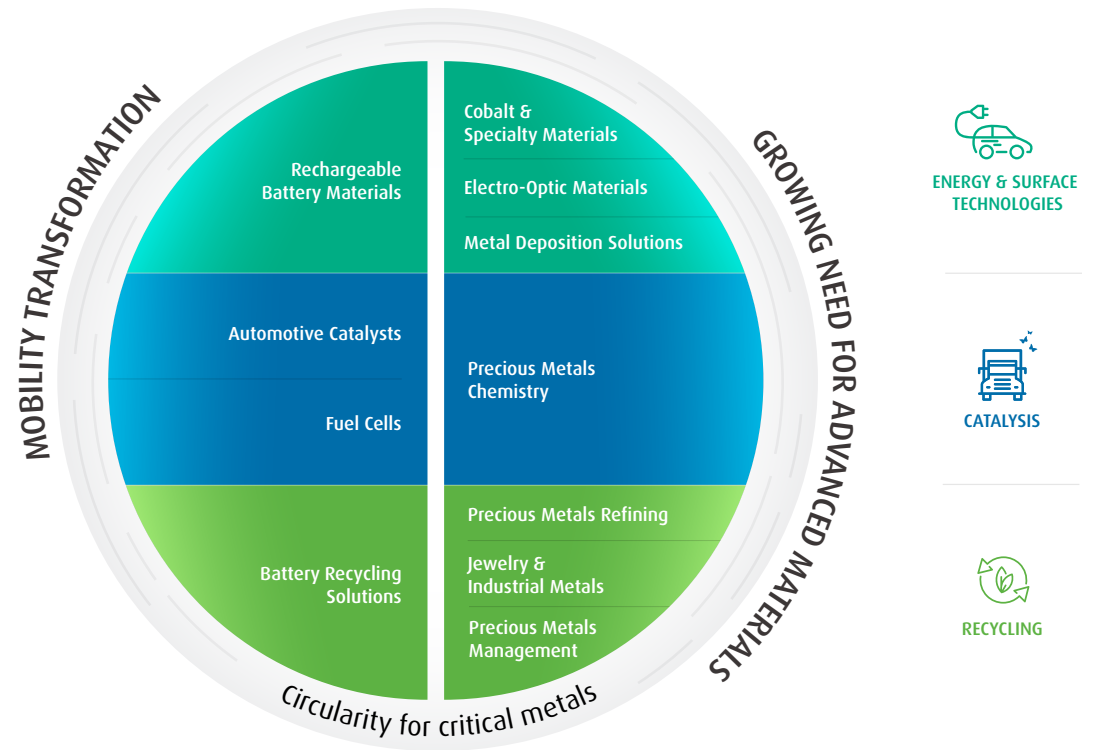 MOBILITY TRANSFORMATION
Rechargeable
Battery Materials
Automotive Catalysts
Fuel Cells
Battery Recycling
Solutions
Cobalt &
Specialty Materials
Electro-Optic Materials
Metal Deposition Solutions
Precious Metals
Chemistry
Precious Metals Refining
Jewelry &
Industrial Metals
Precious Metals
Management
GROWING NEED FOR ADVANCED MATERIALS
Circularity for critical metals
ENERGY & SURFACE
TECHNOLOGIES
CATALYSIS
RECYCLING